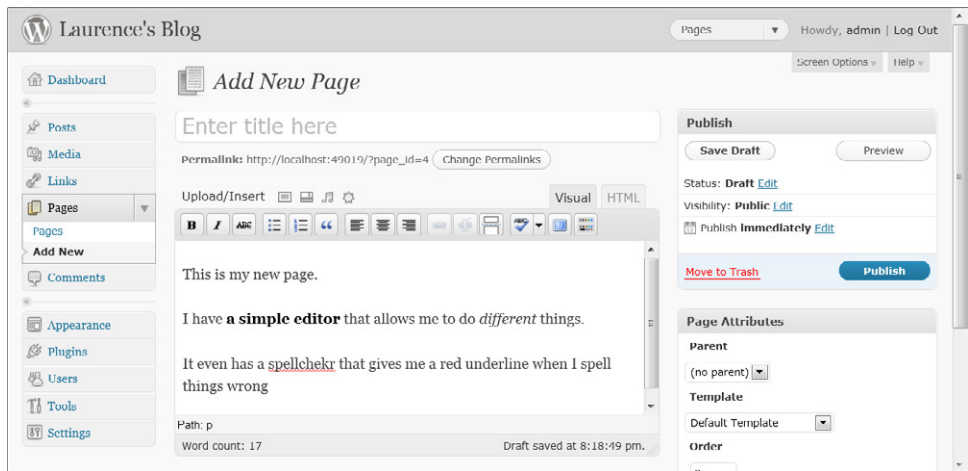 Laurence's Blog
Pages
Howdy, admin | Log Out
Screen Options
Help
Dashboard
Posts
Media
Links
Pages
Pages
Add New
Comments
Appearance
Plugins
Users
Tools
Settings
Add New Page
Enter title here
Permalink: http://localhost:49019/?page_id=4 Change Permalinks
Upload/Insert
Visual HTML
B I ABC
This is my new page.
I have a simple editor that allows me to do different things.
It even has a spellchekr that gives me a red underline when I spell
things wrong
Path: p
Word count: 17 Draft saved at 8:18:49 pm.
Publish
Save Draft Preview
Status: Draft Edit
Visibility: Public Edit
Publish immediately Edit
Move to Trash Publish
Page Attributes
Parent
(no parent)
Template
Default Template
Order